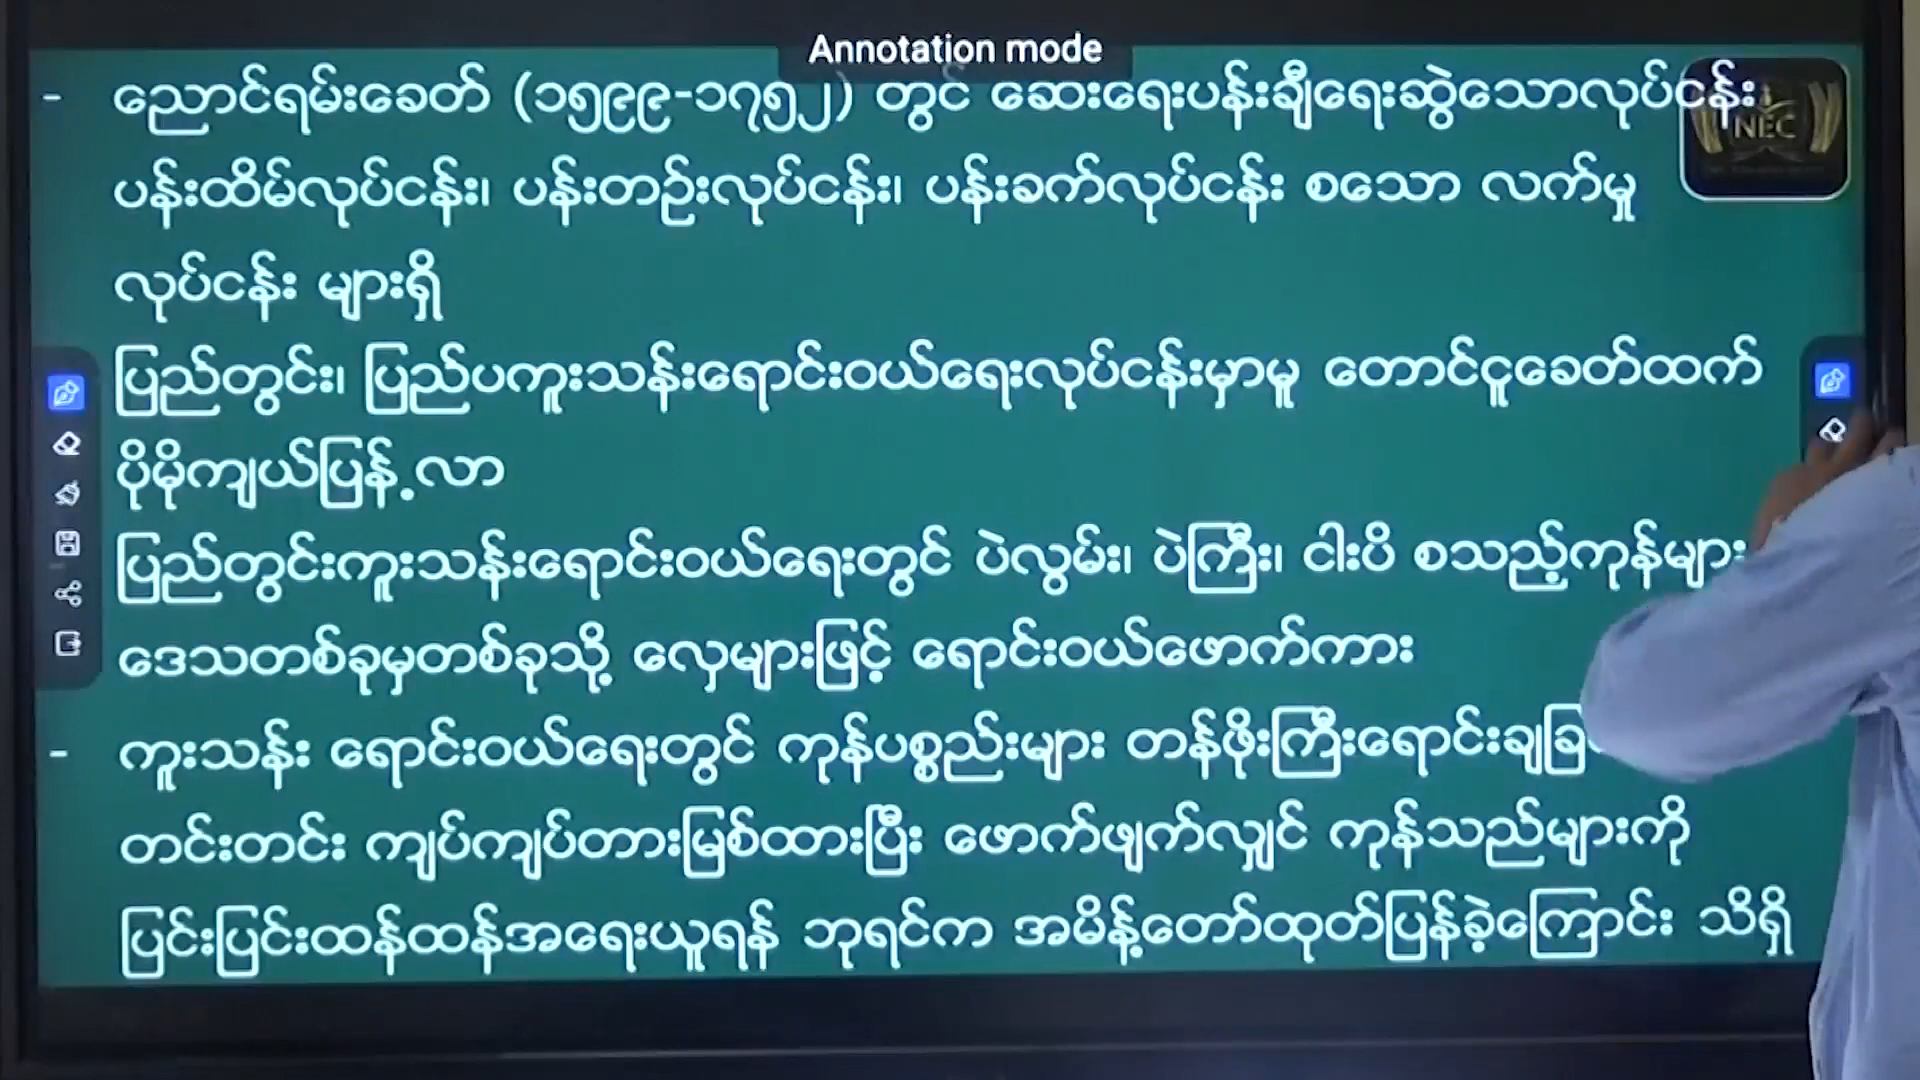 Annotation mode
- ညောင်ရမ်းခေတ် (၁၅၉၉-၁၇၅၂) တွင် ဆေးရေးပန်းချီရေးဆွဲသောလုပ်ငန်း
NEC
ပန်းထိမ်လုပ်ငန်း၊ ပန်းတဉ်းလုပ်ငန်း၊ ပန်းခက်လုပ်ငန်း စသော လက်မှု
လုပ်ငန်း များရှိ
ပြည်တွင်း၊ ပြည်ပကူးသန်းရောင်းဝယ်ရေးလုပ်ငန်းမှာမူ တောင်ငူခေတ်ထက်
ပိုမိုကျယ်ပြန့်လာ
ပြည်တွင်းကူးသန်းရောင်းဝယ်ရေးတွင် ပဲလွမ်း၊ ပဲကြီး၊ ငါးပိ စသည့်ကုန်များ
ဒေသတစ်ခုမှတစ်ခုသို့ လှေများဖြင့် ရောင်းဝယ်ဖောက်ကား
- ကူးသန်း ရောင်းဝယ်ရေးတွင် ကုန်ပစ္စည်းများ တန်ဖိုးကြီးရောင်းချ
တင်းတင်း ကျပ်ကျပ်တားမြစ်ထားပြီး ဖောက်ဖျက်လျှင် ကုန်သည်များကို
ပြင်းပြင်းထန်ထန်အရေးယူရန် ဘုရင်က အမိန့်တော်ထုတ်ပြန်ခဲ့ကြောင်း သိရှိ